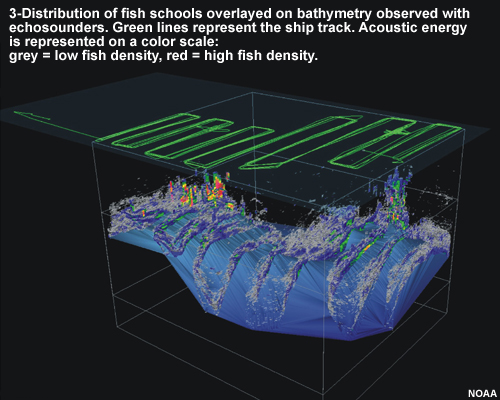 3-Distribution of fish schools overlayed on bathymetry observed with
echosounders. Green lines represent the ship track. Acoustic energy
is represented on a color scale:
grey = low fish density, red = high fish density.
NOAA